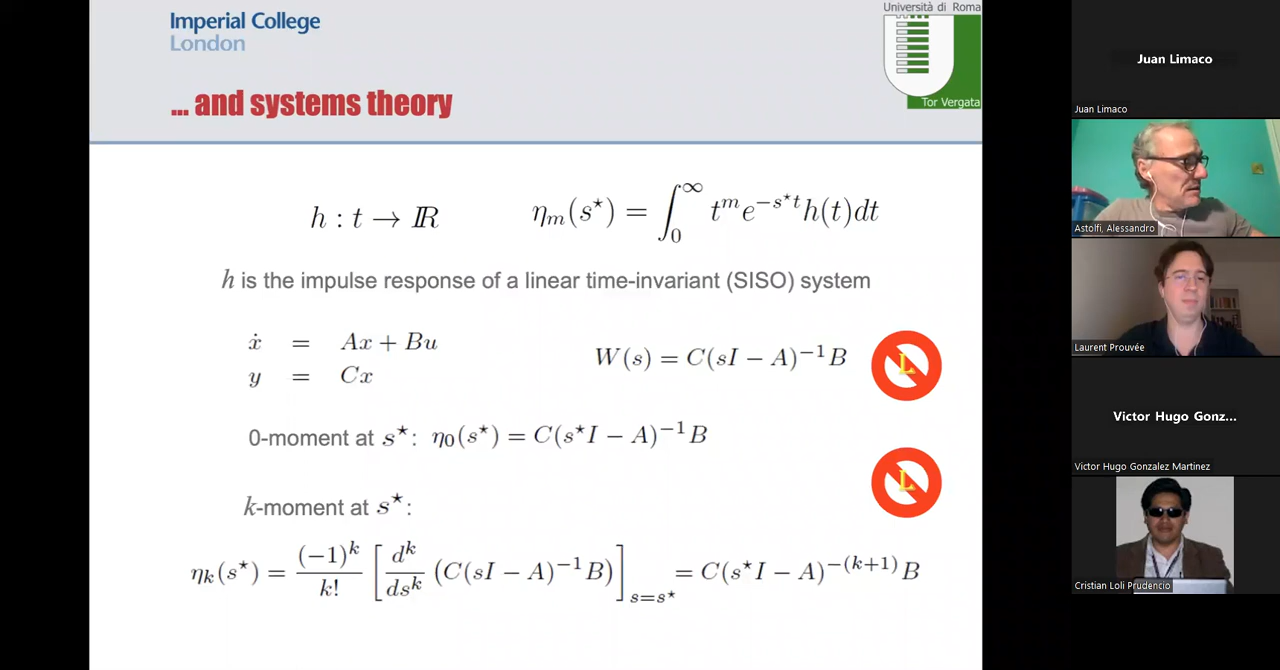 Imperial College
London
Università di Roma
Tor Vergata
... and systems theory
h : t → ℝ
η_m(s⋆) = ∫_0^∞ t^m e^{−s⋆t} h(t)dt
h is the impulse response of a linear time-invariant (SISO) system
ẋ = Ax + Bu
y = Cx
W(s) = C(sI − A)^{−1}B
L
0-moment at s⋆: η_0(s⋆) = C(s⋆I − A)^{−1}B
L
k-moment at s⋆:
η_k(s⋆) = (−1)^k / k! [ d^k / ds^k (C(sI − A)^{−1}B) ]_{s=s⋆} = C(s⋆I − A)^{−(k+1)}B
Juan Limaco
Juan Limaco
Astolfi, Alessandro
Laurent Prouvée
Victor Hugo Gonz...
Victor Hugo Gonzalez Martinez
Cristian Loli Prudencio